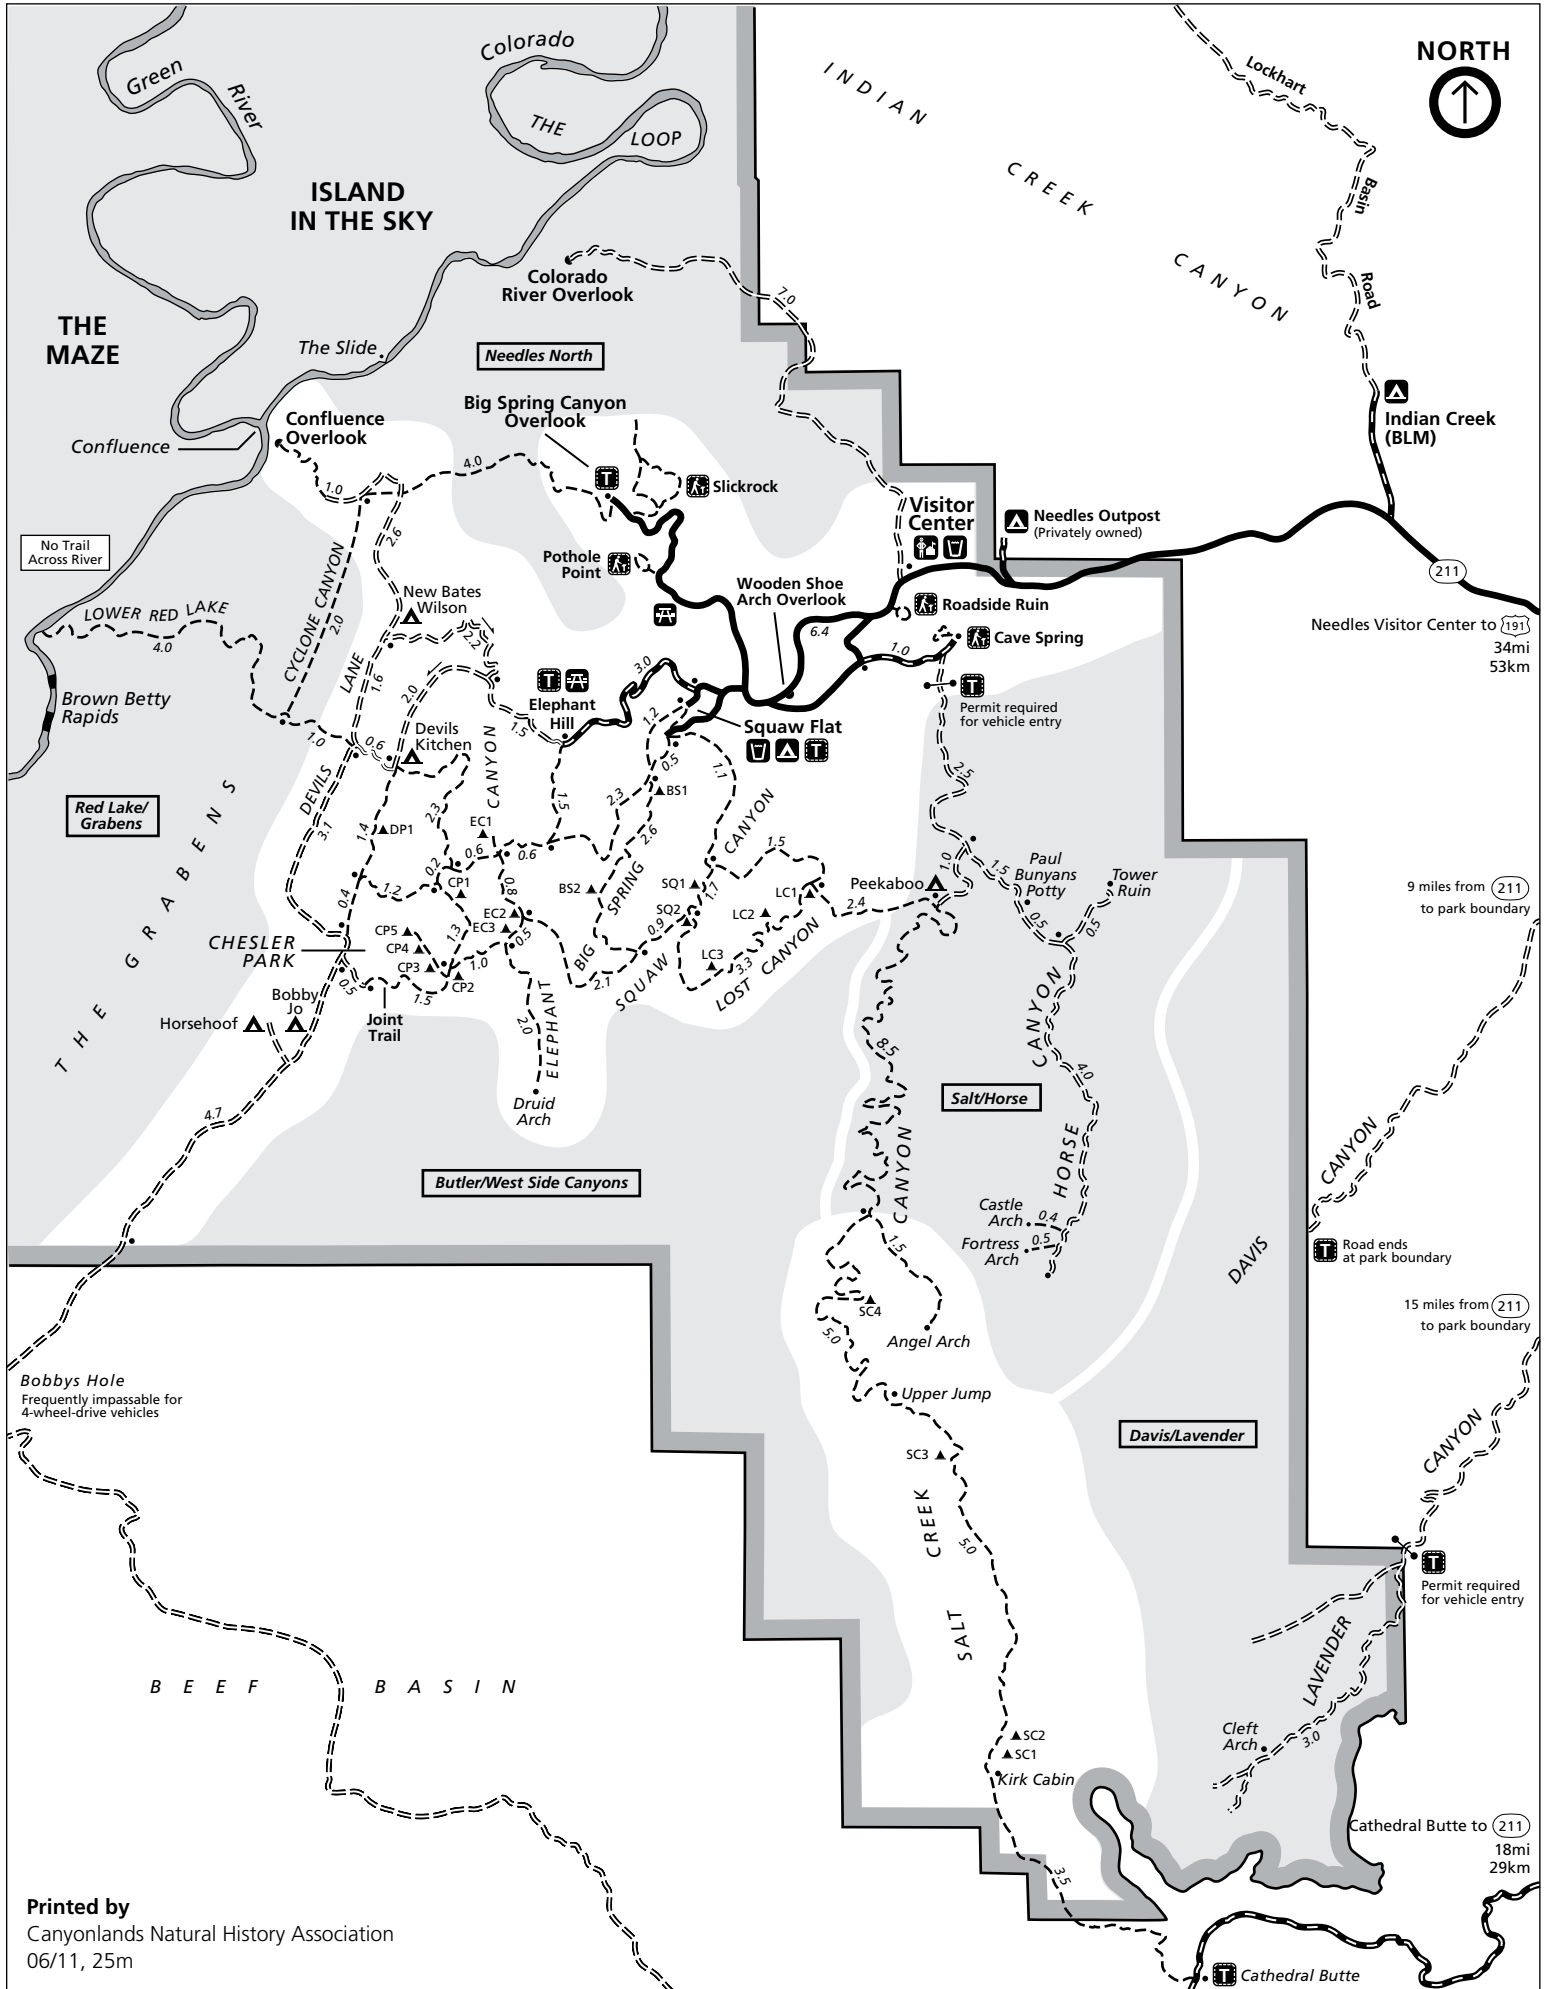 Green
River
Colorado
THE
LOOP
INDIAN
CREEK
CANYON
Lockhart
Basin
Road
NORTH
ISLAND
IN THE SKY
THE
MAZE
Colorado
River Overlook
7.0
The Slide
Needles North
Confluence
Confluence
Overlook
Big Spring Canyon
Overlook
4.0
1.0
Slickrock
Indian Creek
(BLM)
Visitor
Center
Needles Outpost
(Privately owned)
211
No Trail
Across River
2.6
CYCLONE CANYON
2.0
Pothole
Point
Wooden Shoe
Arch Overlook
6.4
Roadside Ruin
Cave Spring
1.0
Needles Visitor Center to 191
34mi
53km
LOWER RED LAKE
4.0
New Bates
Wilson
2.2
LANE
1.6
2.0
Brown Betty
Rapids
1.0
0.6
Devils
Kitchen
1.5
Elephant
Hill
3.0
1.2
Squaw Flat
T
Permit required
for vehicle entry
Red Lake/
Grabens
THE GRABENS
DEVILS
3.1
1.4
DP1
2.3
CANYON
EC1
1.5
2.3
0.5
BS1
1.1
2.6
CANYON
2.5
0.6
0.6
0.2
1.2
CP1
0.8
BS2
SPRING
SQ1
1.7
1.5
LC1
2.4
Peekaboo
1.0
1.5
Paul
Bunyans
Potty
Tower
Ruin
0.5
0.5
9 miles from 211
to park boundary
0.4
CHESLER
PARK
CP5
CP4
CP3
CP2
1.3
EC2
EC3
0.5
1.0
BIG
2.1
SQUAW
0.9
SQ2
LC2
LC3
3.3
LOST CANYON
0.5
1.5
Joint
Trail
Bobby
Jo
Horsehoof
ELEPHANT
2.0
Druid
Arch
8.5
CANYON
CANYON
4.0
HORSE
Salt/Horse
4.7
Butler/West Side Canyons
Castle
Arch
0.4
Fortress
Arch
0.5
CANYON
DAVIS
T
Road ends
at park boundary
1.5
SC4
5.0
Angel Arch
15 miles from 211
to park boundary
Bobbys Hole
Frequently impassable for
4-wheel-drive vehicles
Upper Jump
SC3
Davis/Lavender
CANYON
CREEK
5.0
SALT
T
Permit required
for vehicle entry
LAVENDER
BEEF BASIN
SC2
SC1
Kirk Cabin
Cleft
Arch
3.0
Cathedral Butte to 211
18mi
29km
3.5
T
Cathedral Butte
Printed by
Canyonlands Natural History Association
06/11, 25m